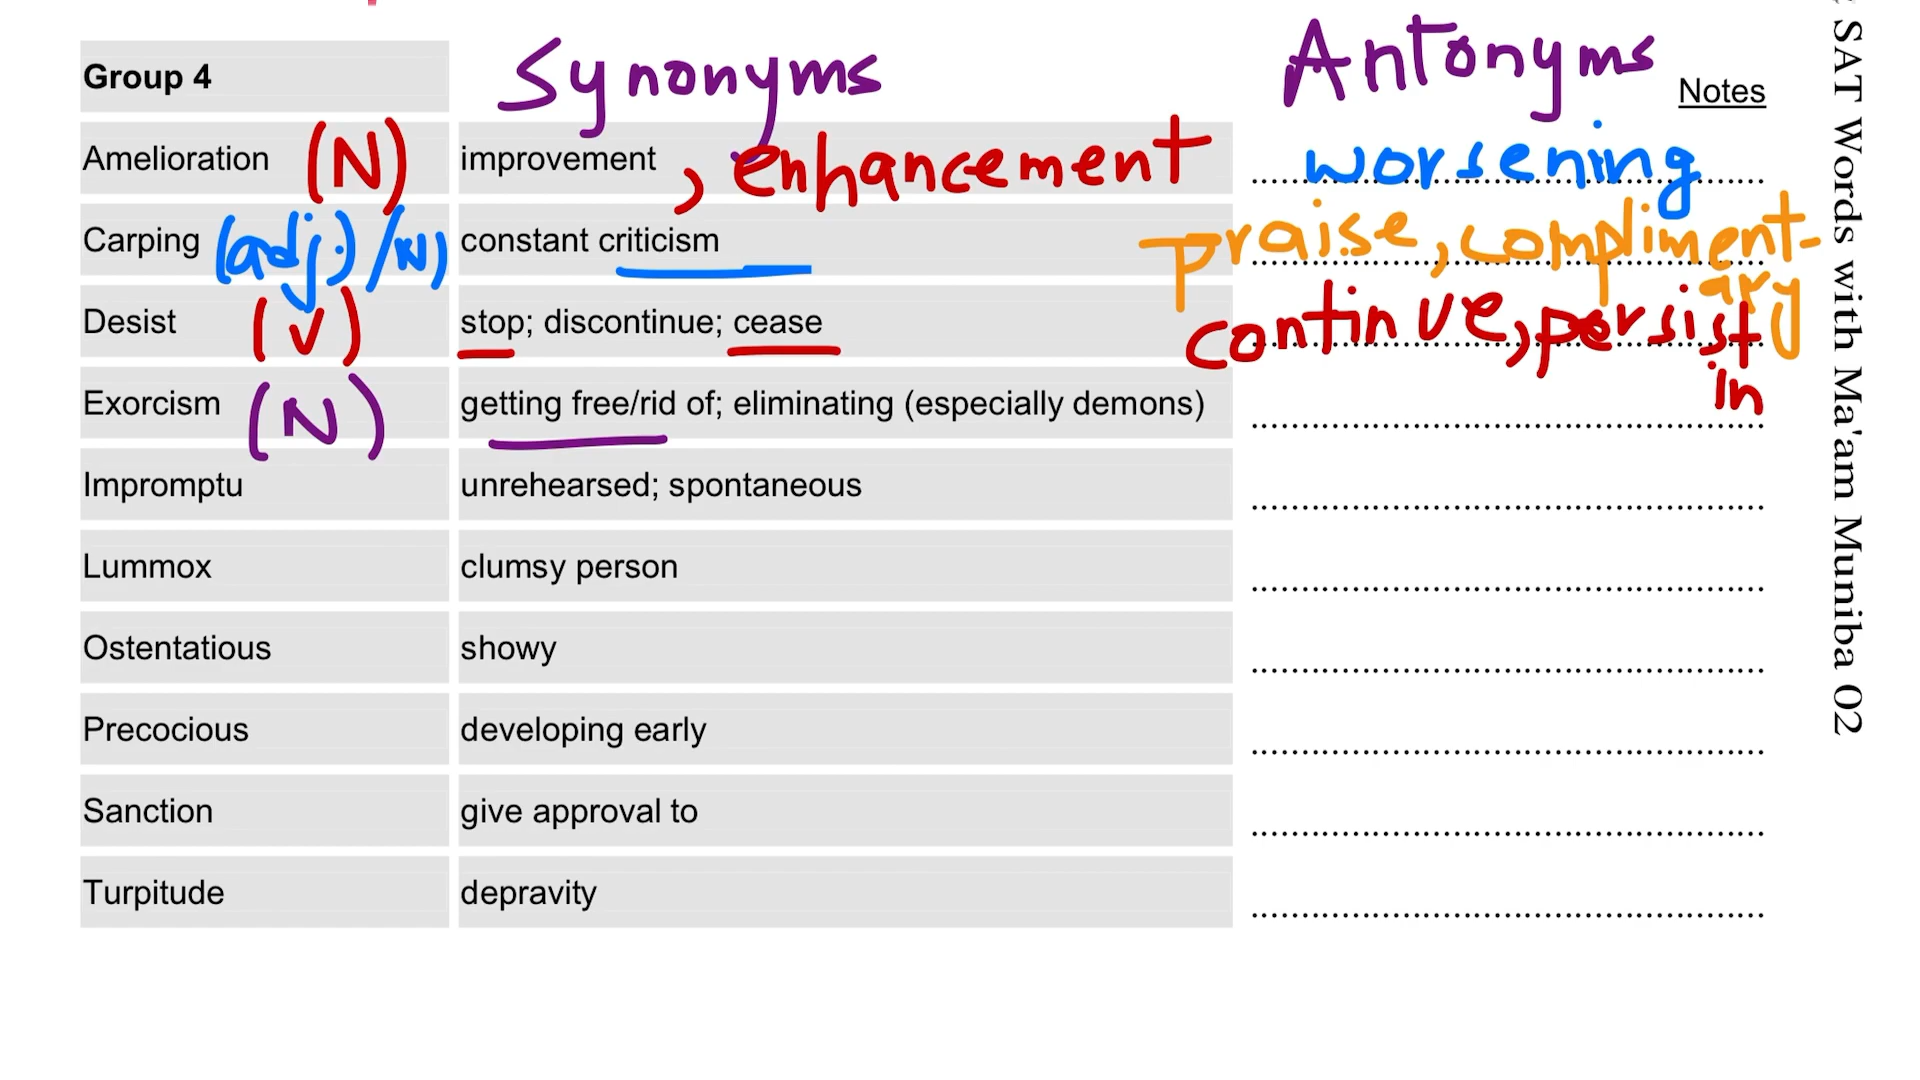 Synonyms Antonyms
Group 4 Notes
Amelioration (N) improvement , enhancement worsening
Carping (adj.)/N) constant criticism praise, compliment-
ary
Desist (V) stop; discontinue; cease continue, persist
in
Exorcism (N) getting free/rid of; eliminating (especially demons)
Impromptu unrehearsed; spontaneous
Lummox clumsy person
Ostentatious showy
Precocious developing early
Sanction give approval to
Turpitude depravity
SAT Words with Ma'am Muniba 02